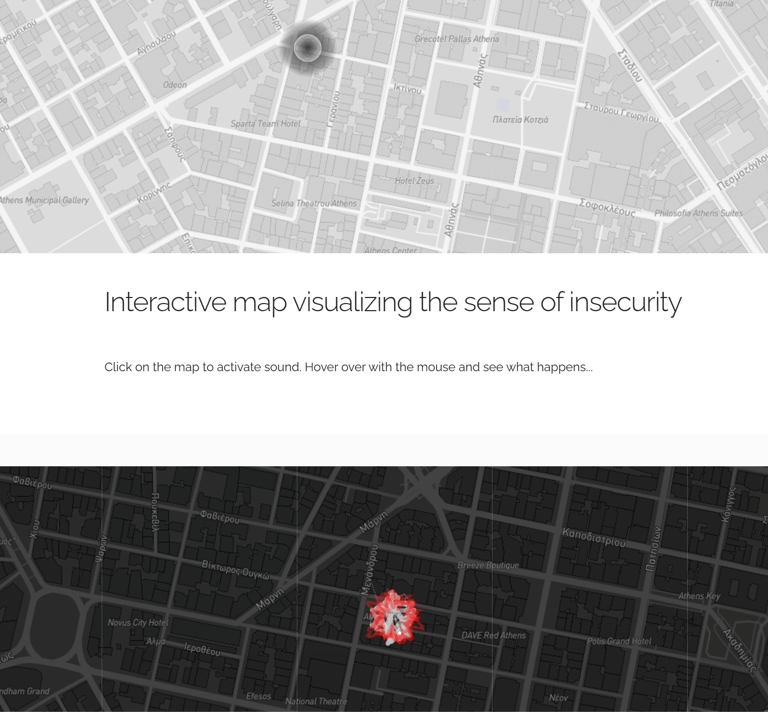 Titania
Αγησιλάου
Grecotel Pallas Athena
Σταδίου
Αθηνάς
Odeon
Ικτίνου
Γερανίου
Σταύρου Γεωργίου
Πλατεία Κοτζιά
Sparta Team Hotel
Σαπφούς
Πεσμαζόγλου
Hotel Zeus
Κορίννης
Athens Municipal Gallery
Selina Theatrou Athens
Σοφοκλέους
Philosofia Athens Suites
Αθηνάς
Athens Center
Interactive map visualizing the sense of insecurity
Click on the map to activate sound. Hover over with the mouse and see what happens...
Φαβιέρου
Φαβιέρου
Μάρνη
Χίου
Ψαρών
Καποδιστρίου
Πατησίων
Κάνιγγος
Βίκτωρος Ουγκώ
Μενάνδρου
Breeze Boutique
Μάρνη
Athens Key
Novus City Hotel
Άλμα
Ιεροθέου
DAVE Red Athens
Polis Grand Hotel
Ακαδημίας
ndham Grand
Efesos
National Theatre
Νέον